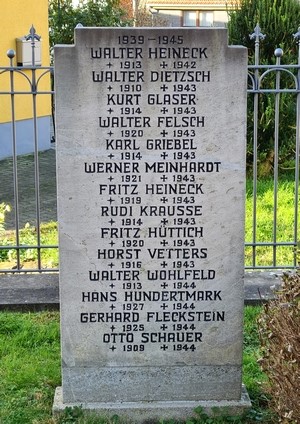 1939-1945
WALTER HEINECK
+ 1913 + 1942
WALTER DIETZSCH
+ 1910 + 1943
KURT GLASER
+ 1914 + 1943
WALTER FELSCH
+ 1920 + 1943
KARL GRIEBEL
+ 1914 + 1943
WERNER MEINHARDT
+ 1921 + 1943
FRITZ HEINECK
+ 1919 + 1943
RUDI KRAUSSE
+ 1914 + 1943
FRITZ HÜTTICH
+ 1920 + 1943
HORST VETTERS
+ 1916 + 1943
WALTER WOHLFELD
+ 1913 + 1944
HANS HUNDERTMARK
+ 1927 + 1944
GERHARD FLECKSTEIN
+ 1925 + 1944
OTTO SCHAUER
+ 1909 + 1944